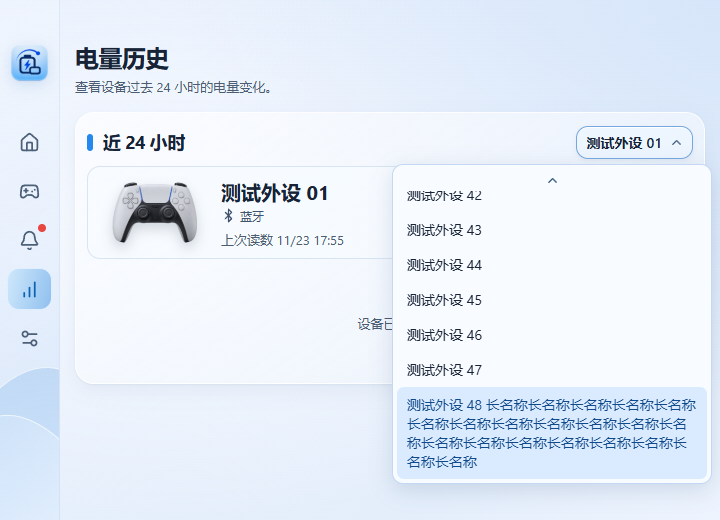 电量历史
查看设备过去 24 小时的电量变化。
近 24 小时
测试外设 01
测试外设 01
蓝牙
上次读数 11/23 17:55
设备已
测试外设 42
测试外设 43
测试外设 44
测试外设 45
测试外设 46
测试外设 47
测试外设 48 长名称长名称长名称长名称长名称
长名称长名称长名称长名称长名称长名称长名
称长名称长名称长名称长名称长名称长名称长
名称长名称